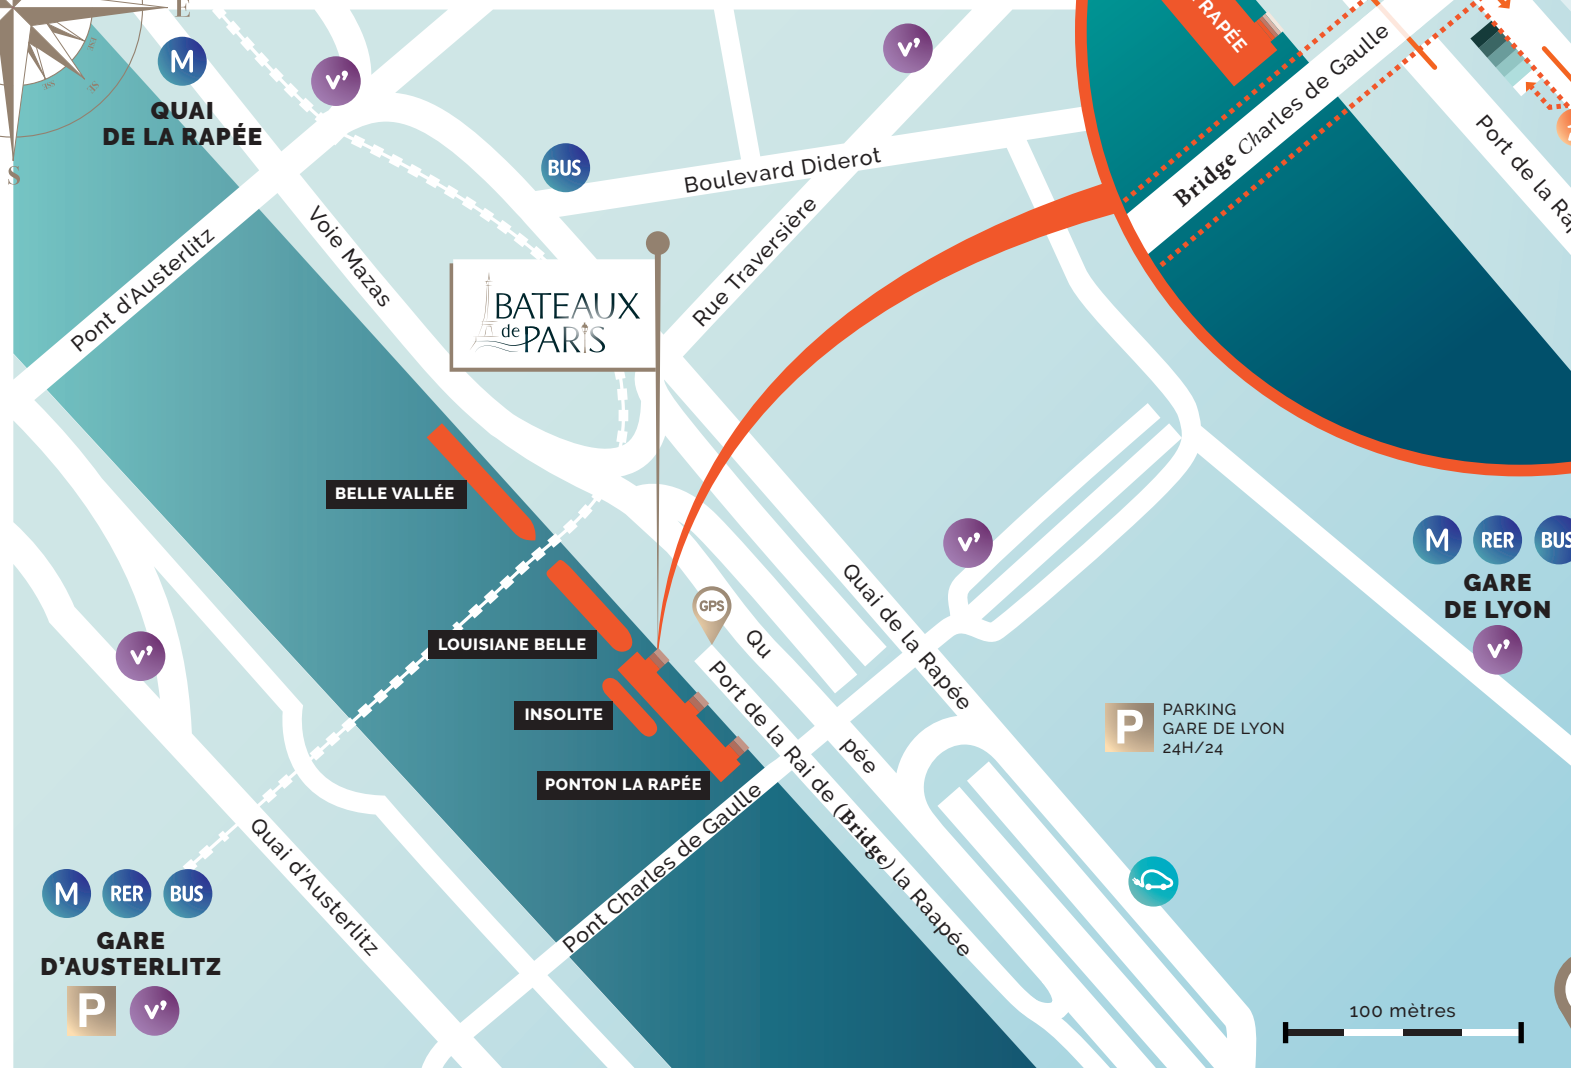 E
S
SE
M
QUAI
DE LA RAPÉE
v'
v'
BUS
Boulevard Diderot
Rue Traversière
Voie Mazas
Pont d'Austerlitz
BATEAUX
de PARIS
RAPÉE
Bridge Charles de Gaulle
Port de la Rap
BELLE VALLÉE
LOUISIANE BELLE
INSOLITE
PONTON LA RAPÉE
GPS
v'
v'
Quai de la Rapée
Qu
pée
Port de la Rai de (Bridge) la Raapée
Pont Charles de Gaulle
Quai d'Austerlitz
M RER BUS
GARE
DE LYON
v'
P
PARKING
GARE DE LYON
24H/24
M RER BUS
GARE
D'AUSTERLITZ
P v'
100 mètres